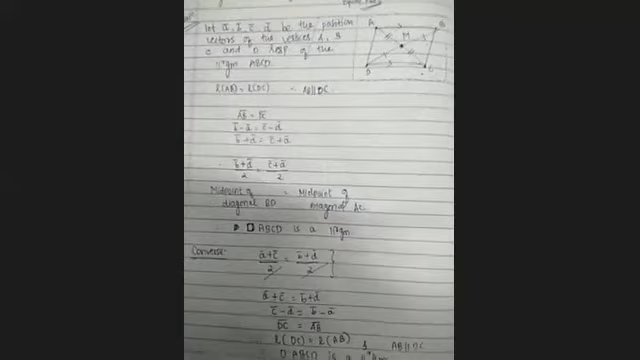 Let ā, b̄, c̄, d̄ be the position
vectors of the vertices A, B
C and D resp of the
||gm ABCD
A B
M
D C
l(AB) = l(DC) ∴ AB||DC
AB = DC
b̄-ā = c̄-d̄
b̄+d̄ = c̄+ā
b̄+d̄/2 = c̄+ā/2
Midpoint of = Midpoint of
diagonal BD diagonal AC
□ ABCD is a ||gm
Converse:
ā+c̄/2 = b̄+d̄/2
ā+c̄ = b̄+d̄
c̄-d̄ = b̄-ā
DC = AB
l(DC) = l(AB) & AB||DC
□ ABCD is a ||gm